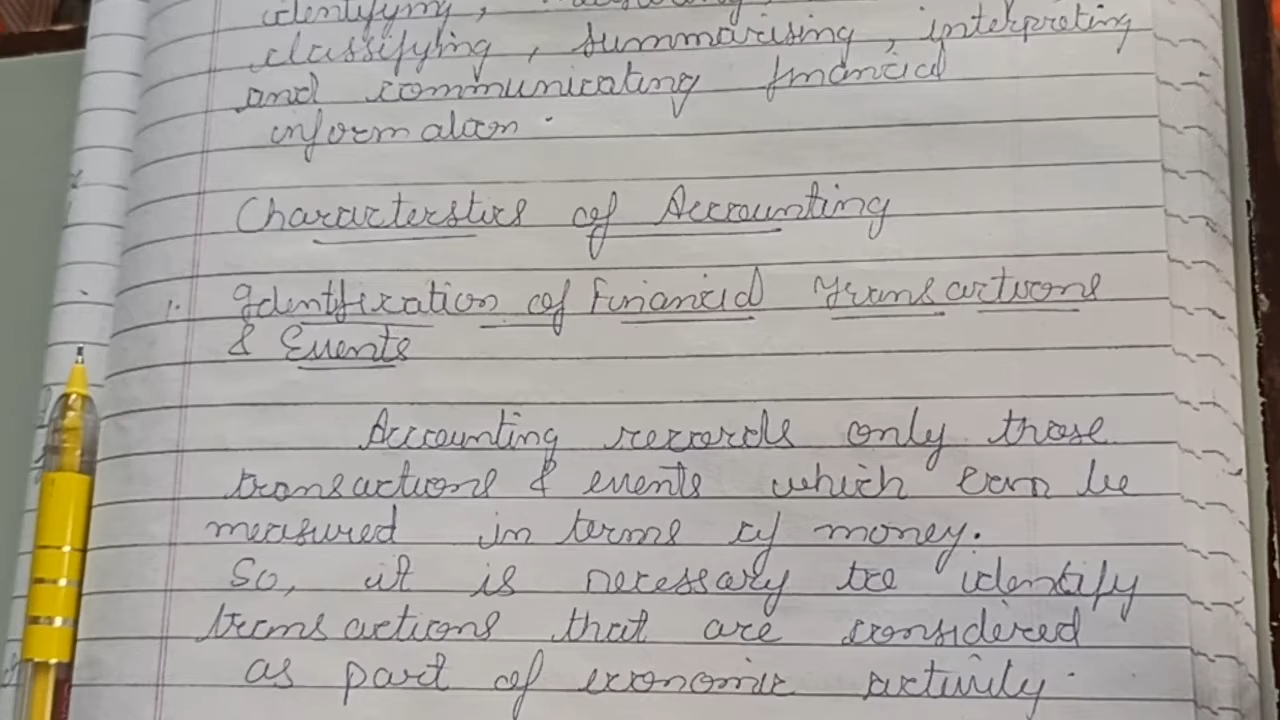 identifying,
classifying, summarising, interpreting
and communicating financial
information.
Characterstics of Accounting
1. Identification of Financial Transactions
& Events
Accounting records only those
transactions & events which can be
measured in terms of money.
So, it is necessary to identify
transactions that are considered
as part of economic activity.